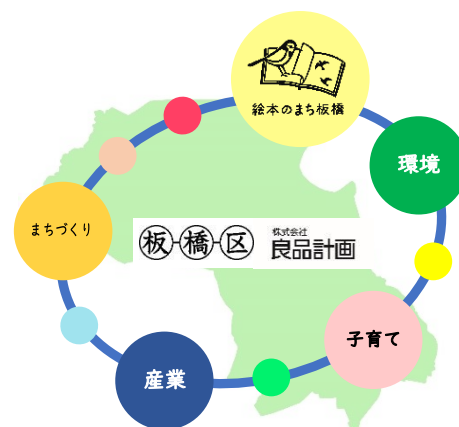 絵本のまち板橋
環境
まちづくり
板橋区
株式会社
良品計画
子育て
産業